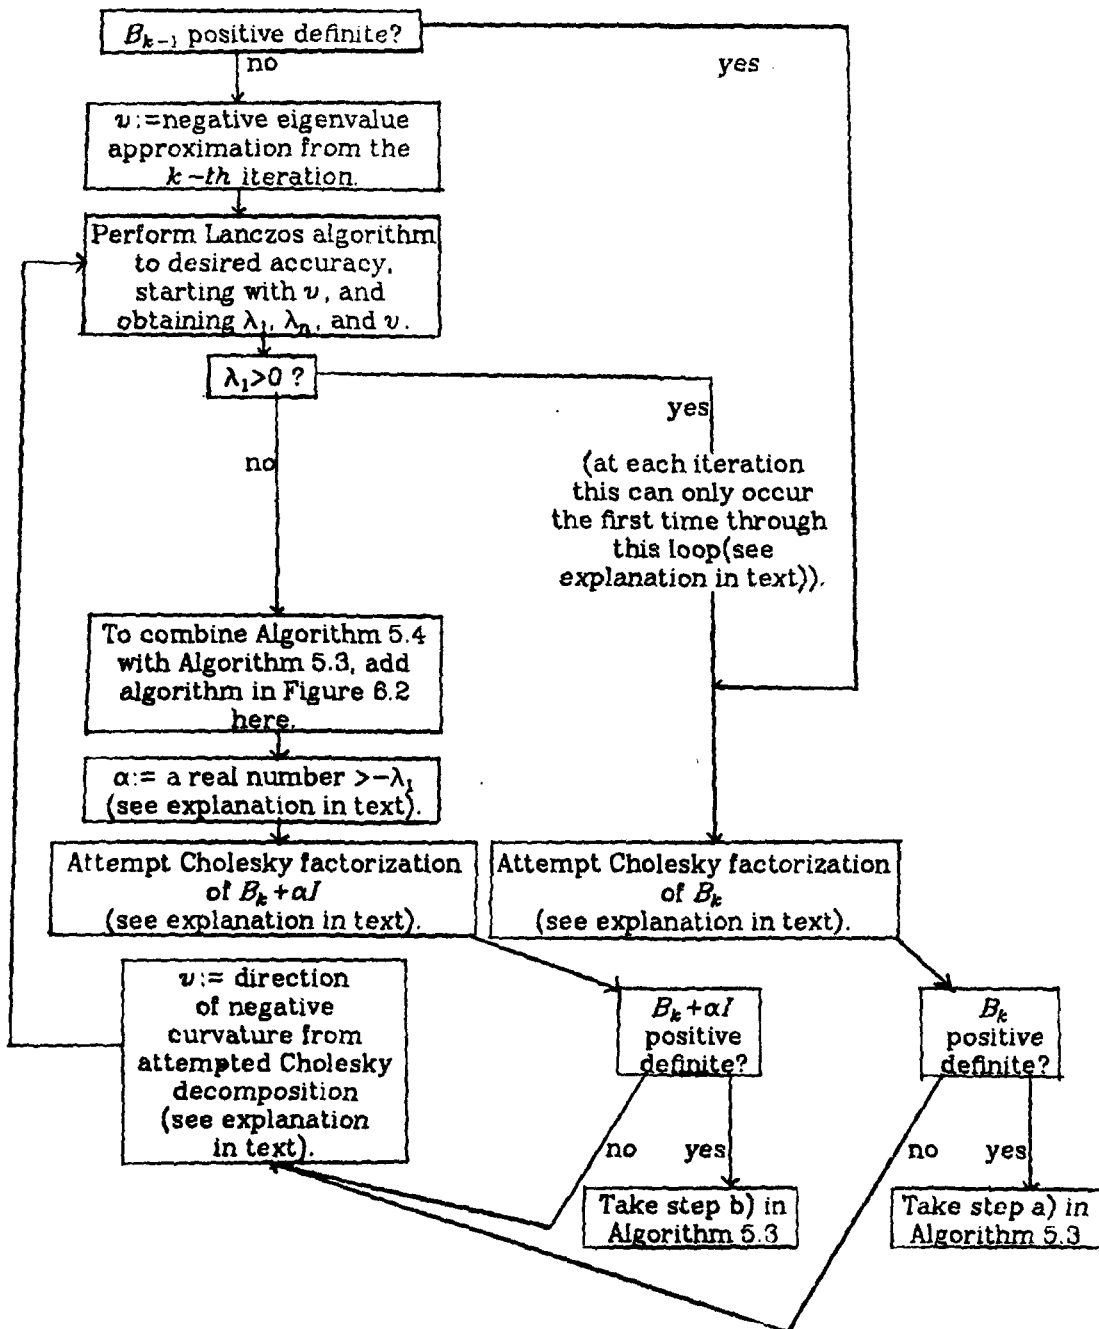 B_{k-1} positive definite?
no
yes
v:=negative eigenvalue
approximation from the
k-th iteration.
Perform Lanczos algorithm
to desired accuracy,
starting with v, and
obtaining λ_1, λ_n, and v.
λ_1>0 ?
yes
no
(at each iteration
this can only occur
the first time through
this loop(see
explanation in text)).
To combine Algorithm 5.4
with Algorithm 5.3, add
algorithm in Figure 6.2
here.
α:= a real number >-λ_1
(see explanation in text).
Attempt Cholesky factorization
of B_k+αI
(see explanation in text).
Attempt Cholesky factorization
of B_k
(see explanation in text).
v:= direction
of negative
curvature from
attempted Cholesky
decomposition
(see explanation
in text).
B_k+αI
positive
definite?
B_k
positive
definite?
no yes
no yes
Take step b) in
Algorithm 5.3
Take step a) in
Algorithm 5.3